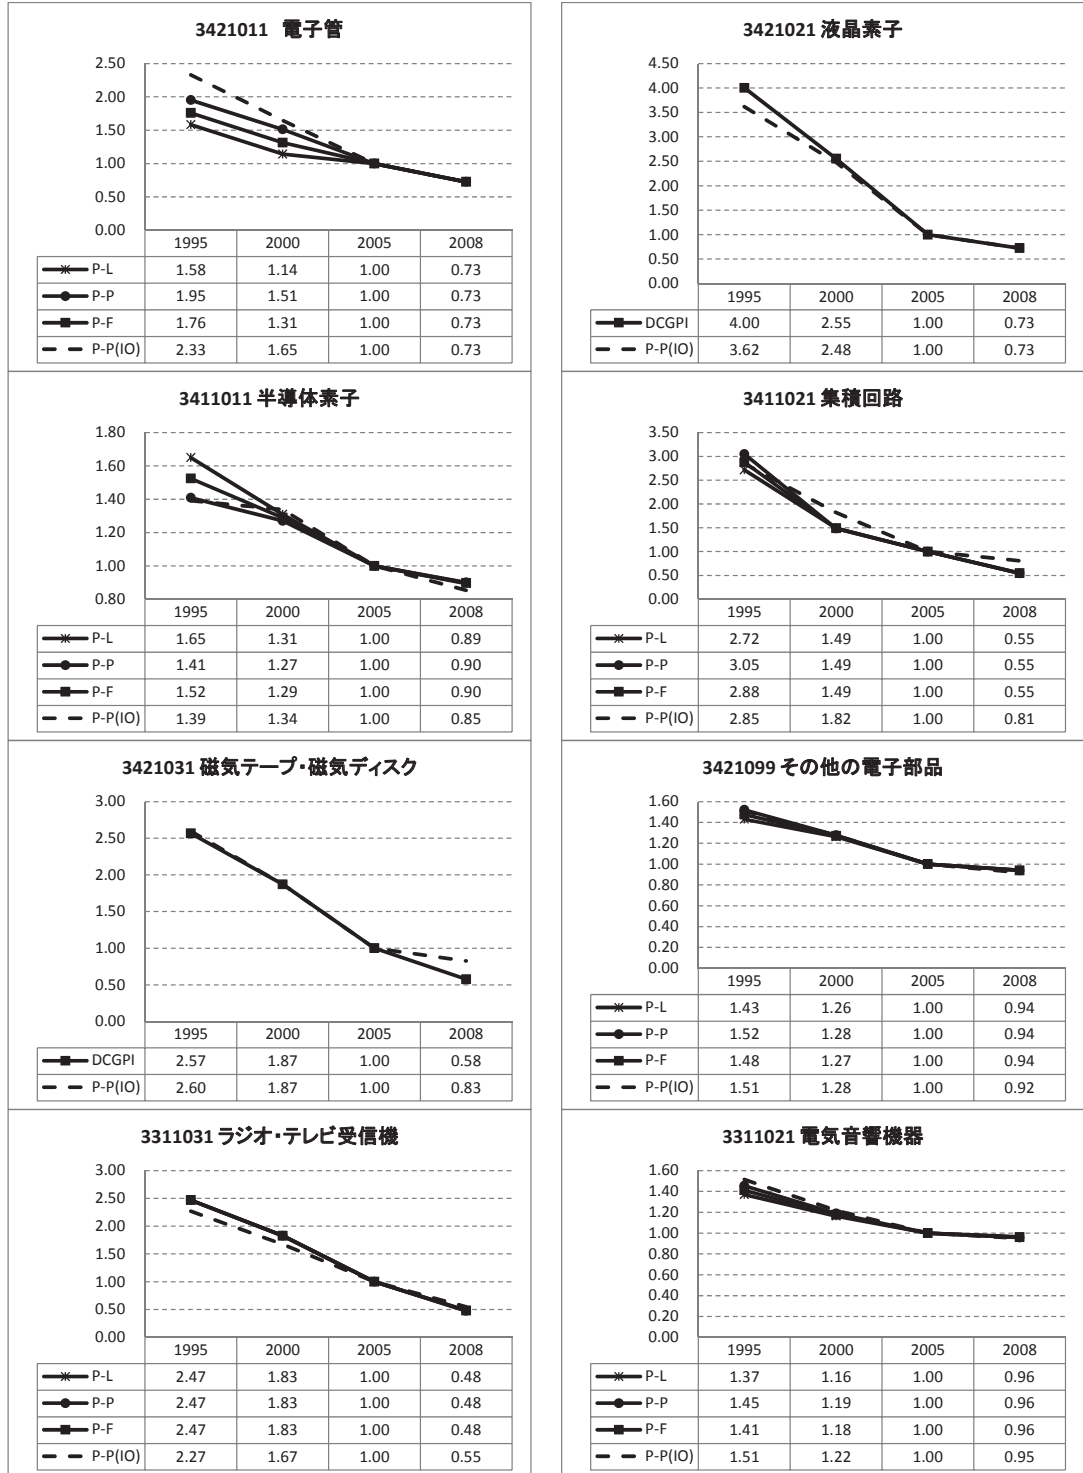 3421011 電子管
2.50
2.00
1.50
1.00
0.50
0.00
1995 2000 2005 2008
P-L 1.58 1.14 1.00 0.73
P-P 1.95 1.51 1.00 0.73
P-F 1.76 1.31 1.00 0.73
P-P(IO) 2.33 1.65 1.00 0.73
3421021 液晶素子
4.50
4.00
3.50
3.00
2.50
2.00
1.50
1.00
0.50
0.00
1995 2000 2005 2008
DCGPI 4.00 2.55 1.00 0.73
P-P(IO) 3.62 2.48 1.00 0.73
3411011 半導体素子
1.80
1.60
1.40
1.20
1.00
0.80
1995 2000 2005 2008
P-L 1.65 1.31 1.00 0.89
P-P 1.41 1.27 1.00 0.90
P-F 1.52 1.29 1.00 0.90
P-P(IO) 1.39 1.34 1.00 0.85
3411021 集積回路
3.50
3.00
2.50
2.00
1.50
1.00
0.50
0.00
1995 2000 2005 2008
P-L 2.72 1.49 1.00 0.55
P-P 3.05 1.49 1.00 0.55
P-F 2.88 1.49 1.00 0.55
P-P(IO) 2.85 1.82 1.00 0.81
3421031 磁気テープ・磁気ディスク
3.00
2.50
2.00
1.50
1.00
0.50
0.00
1995 2000 2005 2008
DCGPI 2.57 1.87 1.00 0.58
P-P(IO) 2.60 1.87 1.00 0.83
3421099 その他の電子部品
1.60
1.40
1.20
1.00
0.80
0.60
0.40
0.20
0.00
1995 2000 2005 2008
P-L 1.43 1.26 1.00 0.94
P-P 1.52 1.28 1.00 0.94
P-F 1.48 1.27 1.00 0.94
P-P(IO) 1.51 1.28 1.00 0.92
3311031 ラジオ・テレビ受信機
3.00
2.50
2.00
1.50
1.00
0.50
0.00
1995 2000 2005 2008
P-L 2.47 1.83 1.00 0.48
P-P 2.47 1.83 1.00 0.48
P-F 2.47 1.83 1.00 0.48
P-P(IO) 2.27 1.67 1.00 0.55
3311021 電気音響機器
1.60
1.40
1.20
1.00
0.80
0.60
0.40
0.20
0.00
1995 2000 2005 2008
P-L 1.37 1.16 1.00 0.96
P-P 1.45 1.19 1.00 0.96
P-F 1.41 1.18 1.00 0.96
P-P(IO) 1.51 1.22 1.00 0.95